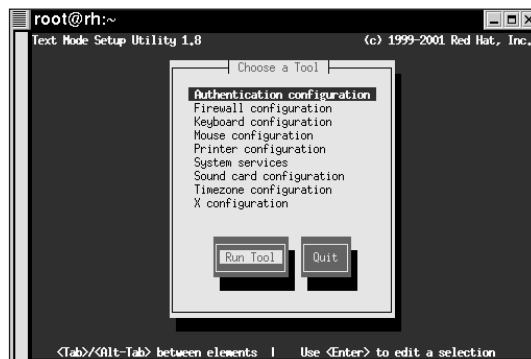 root@rh:~
Text Mode Setup Utility 1.8 (c) 1999-2001 Red Hat, Inc.
Choose a Tool
Authentication configuration
Firewall configuration
Keyboard configuration
Mouse configuration
Printer configuration
System services
Sound card configuration
Timezone configuration
X configuration
Run Tool Quit
<Tab>/<Alt-Tab> between elements | Use <Enter> to edit a selection